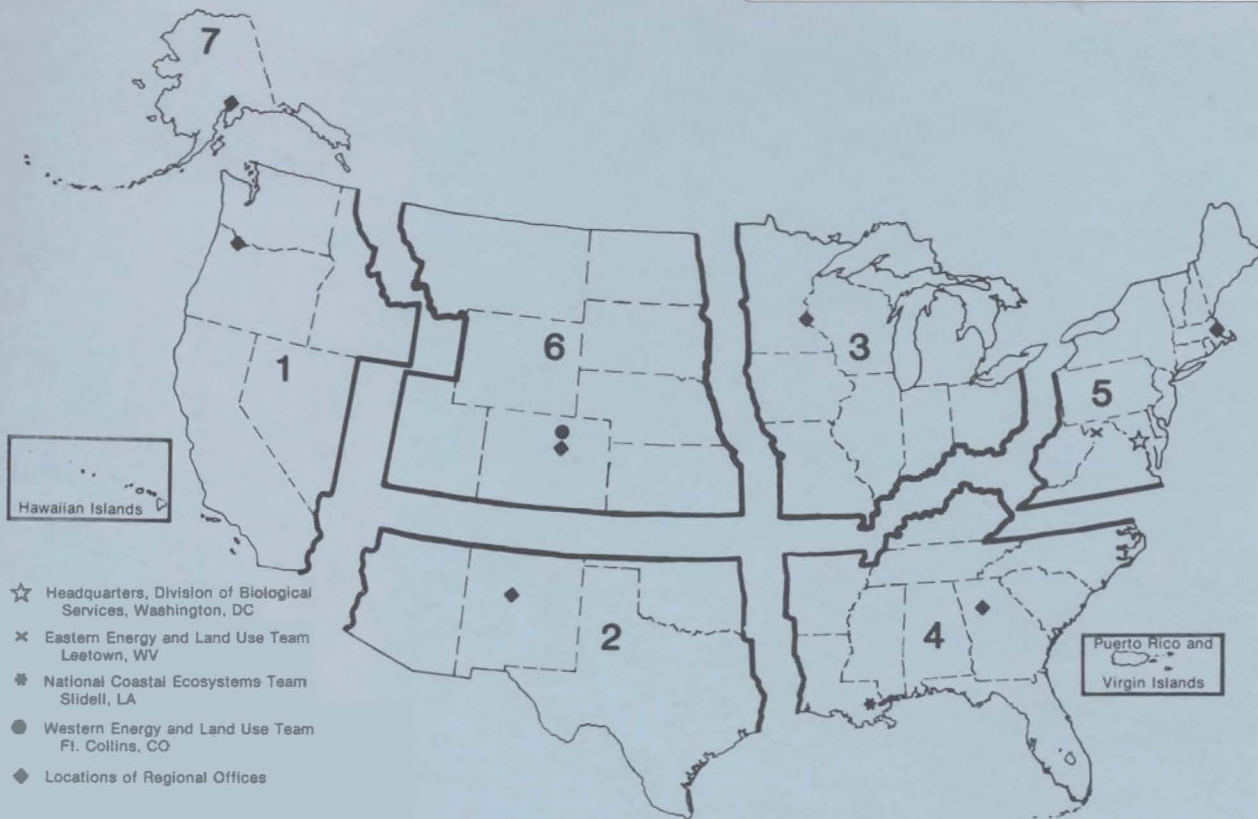 7
6
3
1
5
Hawaiian Islands
2
4
Puerto Rico and
Virgin Islands
Headquarters, Division of Biological
Services, Washington, DC
Eastern Energy and Land Use Team
Leetown, WV
National Coastal Ecosystems Team
Slidell, LA
Western Energy and Land Use Team
Ft. Collins, CO
Locations of Regional Offices